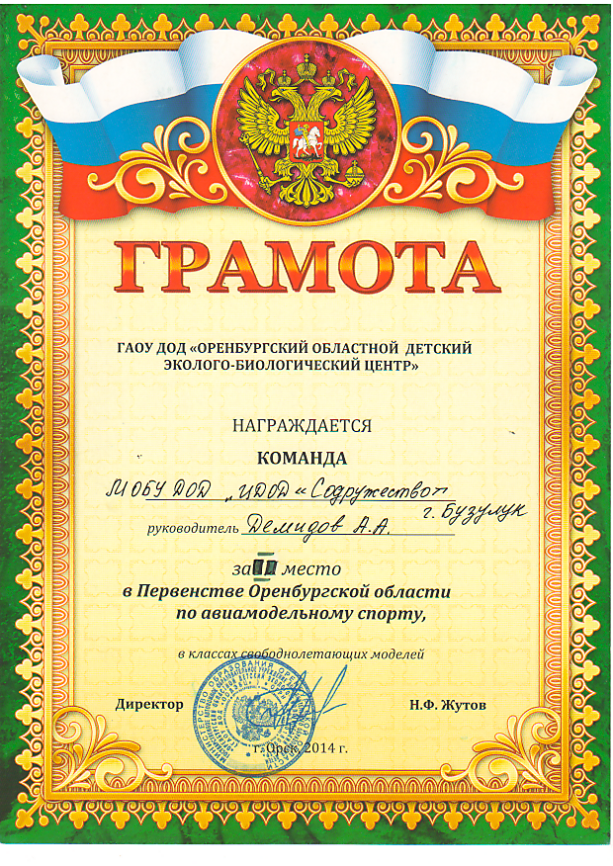 ГРАМОТА
ГАОУ ДОД «ОРЕНБУРГСКИЙ ОБЛАСТНОЙ ДЕТСКИЙ
ЭКОЛОГО-БИОЛОГИЧЕСКИЙ ЦЕНТР»
НАГРАЖДАЕТСЯ
КОМАНДА
МОБУ ДОД „ЦДОД «Содружество"
г. Бузулук
руководитель Демидов А.А.
за место
в Первенстве Оренбургской области
по авиамодельному спорту,
в классах свободнолетающих моделей
Директор Н.Ф. Жутов
г. Орск, 2014 г.